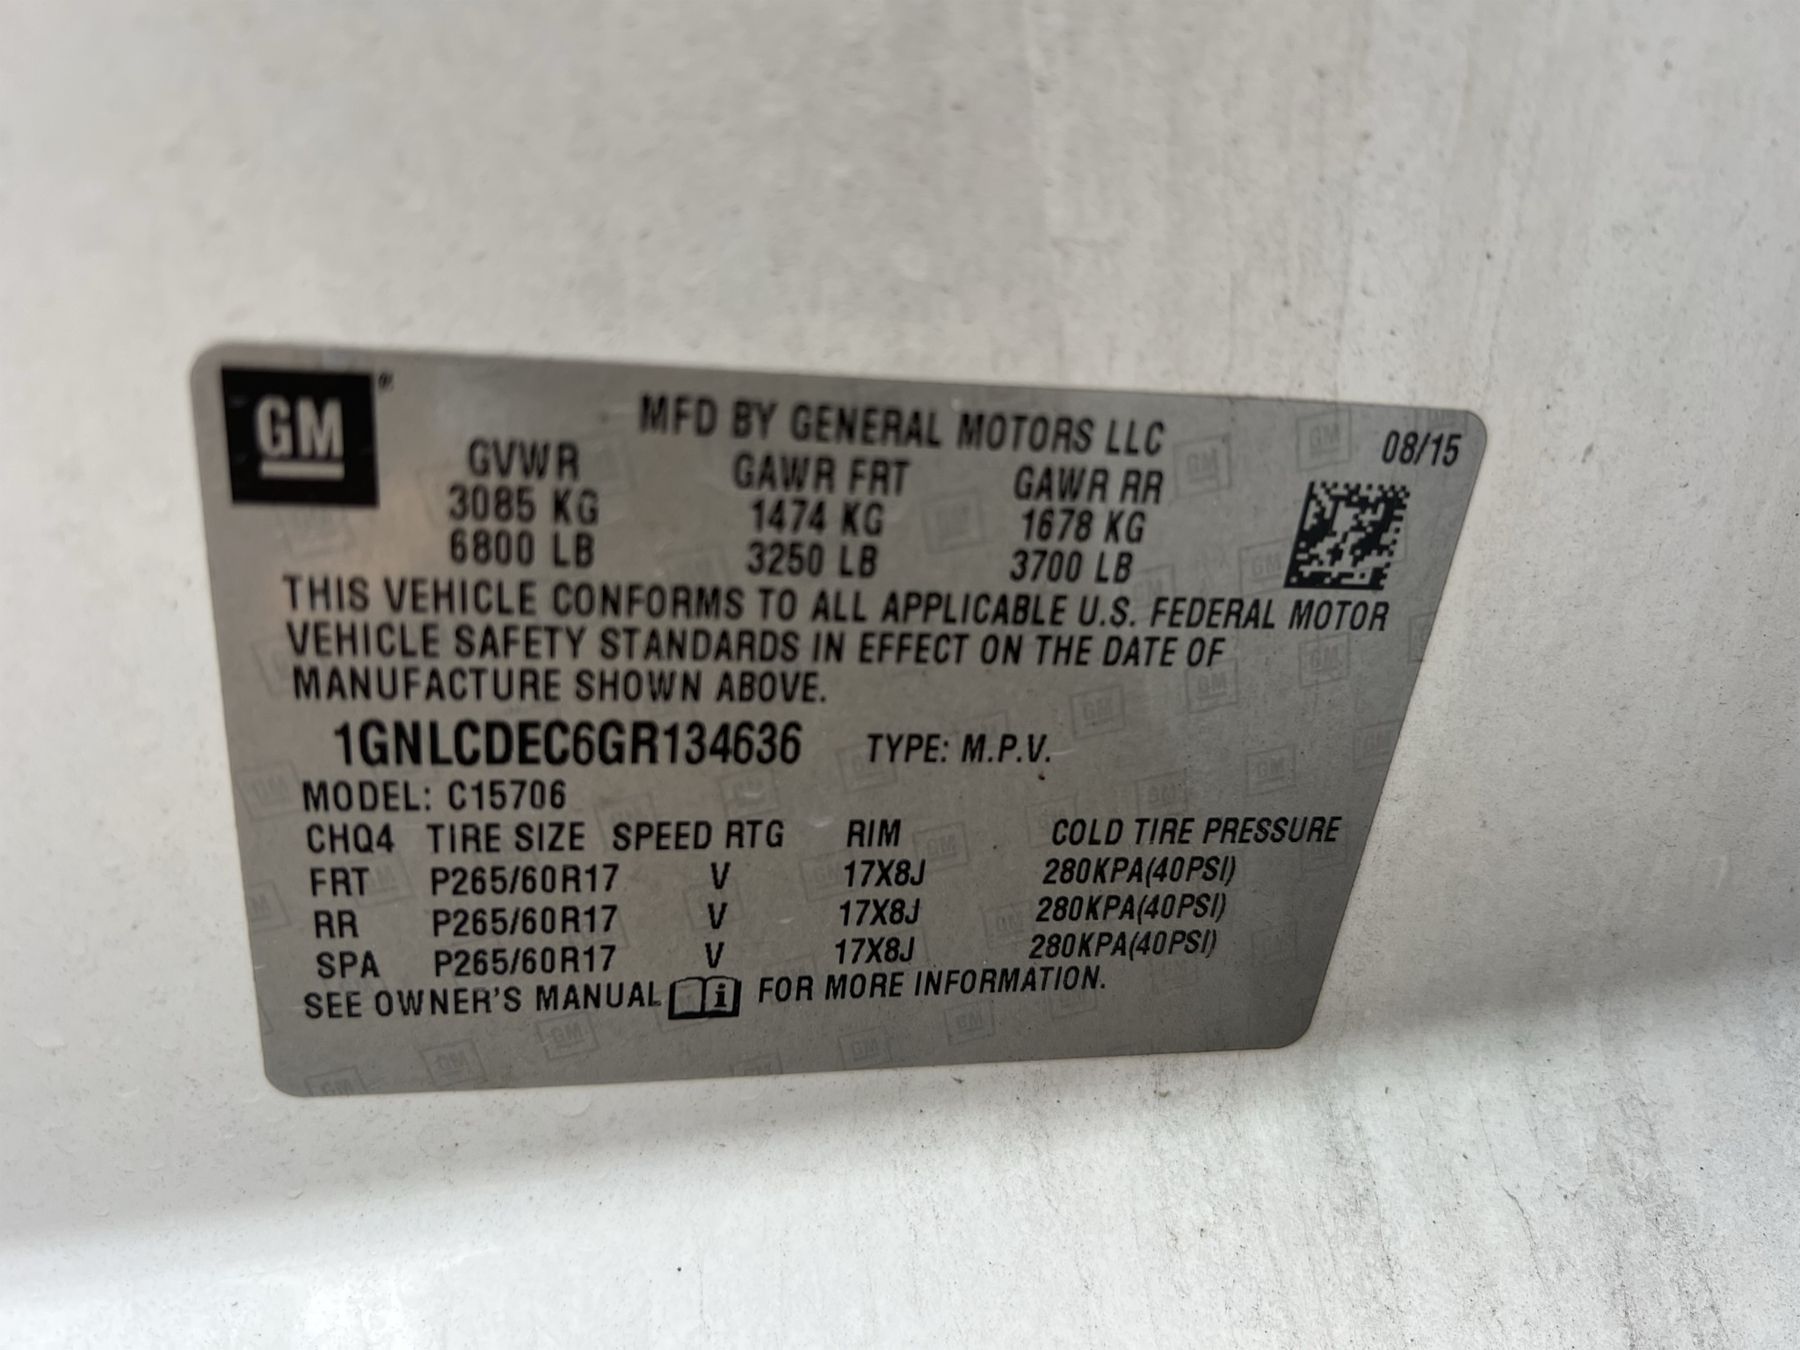 GM
MFD BY GENERAL MOTORS LLC 08/15
GVWR GAWR FRT GAWR RR
3085 KG 1474 KG 1678 KG
6800 LB 3250 LB 3700 LB
THIS VEHICLE CONFORMS TO ALL APPLICABLE U.S. FEDERAL MOTOR
VEHICLE SAFETY STANDARDS IN EFFECT ON THE DATE OF
MANUFACTURE SHOWN ABOVE.
1GNLCDEC6GR134636 TYPE: M.P.V.
MODEL: C15706
CHQ4 TIRE SIZE SPEED RTG RIM COLD TIRE PRESSURE
FRT P265/60R17 V 17X8J 280KPA(40PSI)
RR P265/60R17 V 17X8J 280KPA(40PSI)
SPA P265/60R17 V 17X8J 280KPA(40PSI)
SEE OWNER'S MANUAL i FOR MORE INFORMATION.